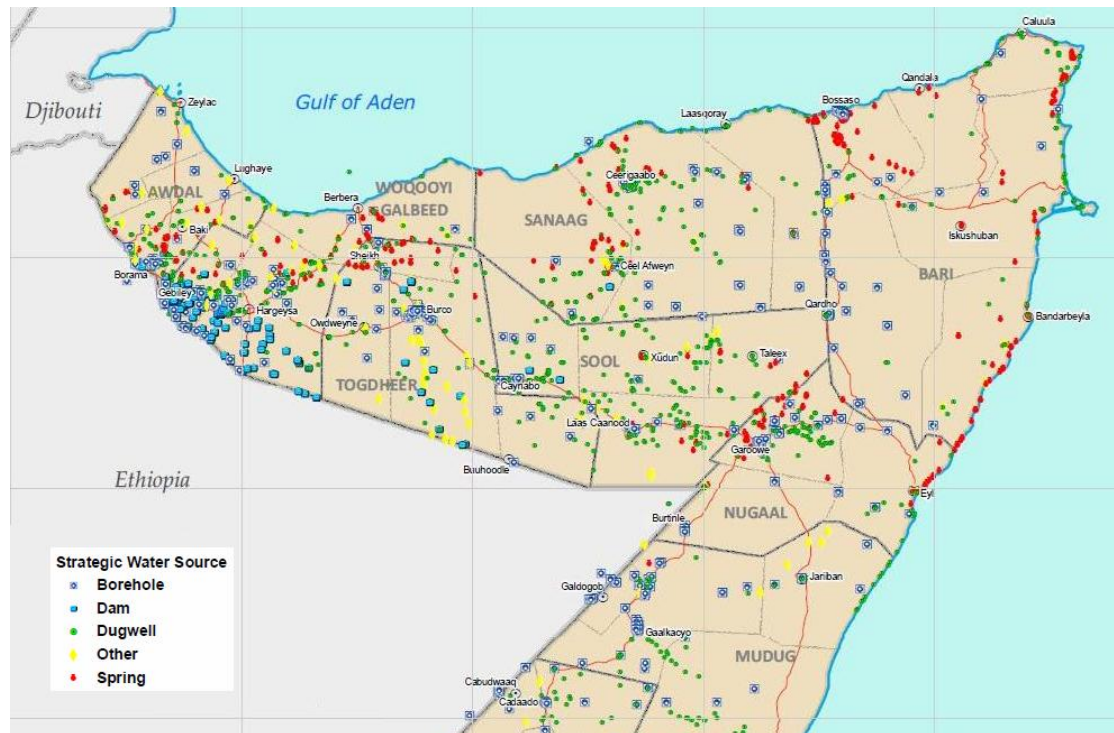 Caluula
Qandala
Bossaso
Gulf of Aden
Zeylac
Djibouti
Laasqoray
Lughaye
Ceerigaabo
AWDAL
WOQOOYI
GALBEED
Berbera
SANAAG
Baki
Iskushuban
Sheikh
Borama
Ceel Afweyn
BARI
Gebiley
Hargeysa
Burco
Qardho
Bandarbeyla
Owdweyne
SOOL
Xudun
Taleex
TOGDHEER
Caynabo
Laas Caanood
Garoowe
Buuhoodle
Ethiopia
Eyl
NUGAAL
Burtinle
Strategic Water Source
Borehole
Dam
Dugwell
Other
Spring
Galdogob
Jariban
Gaalkacyo
MUDUG
Cabudwaaq
Cadaado